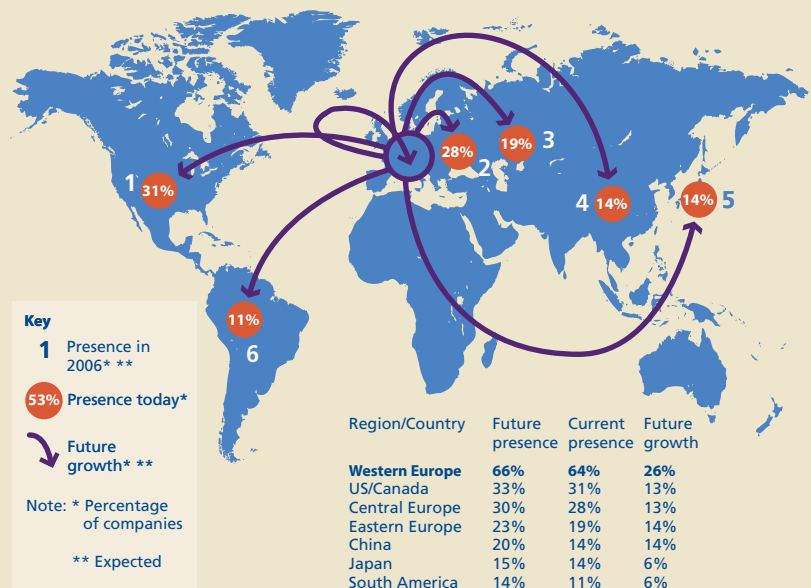 1
31%
28%
2
19%
3
4
14%
14%
5
11%
6
Key
1 Presence in
2006* **
53% Presence today*
Future
growth* **
Note: * Percentage
of companies
** Expected
Region/Country Future presence Current presence Future growth
Western Europe 66% 64% 26%
US/Canada 33% 31% 13%
Central Europe 30% 28% 13%
Eastern Europe 23% 19% 14%
China 20% 14% 14%
Japan 15% 14% 6%
South America 14% 11% 6%